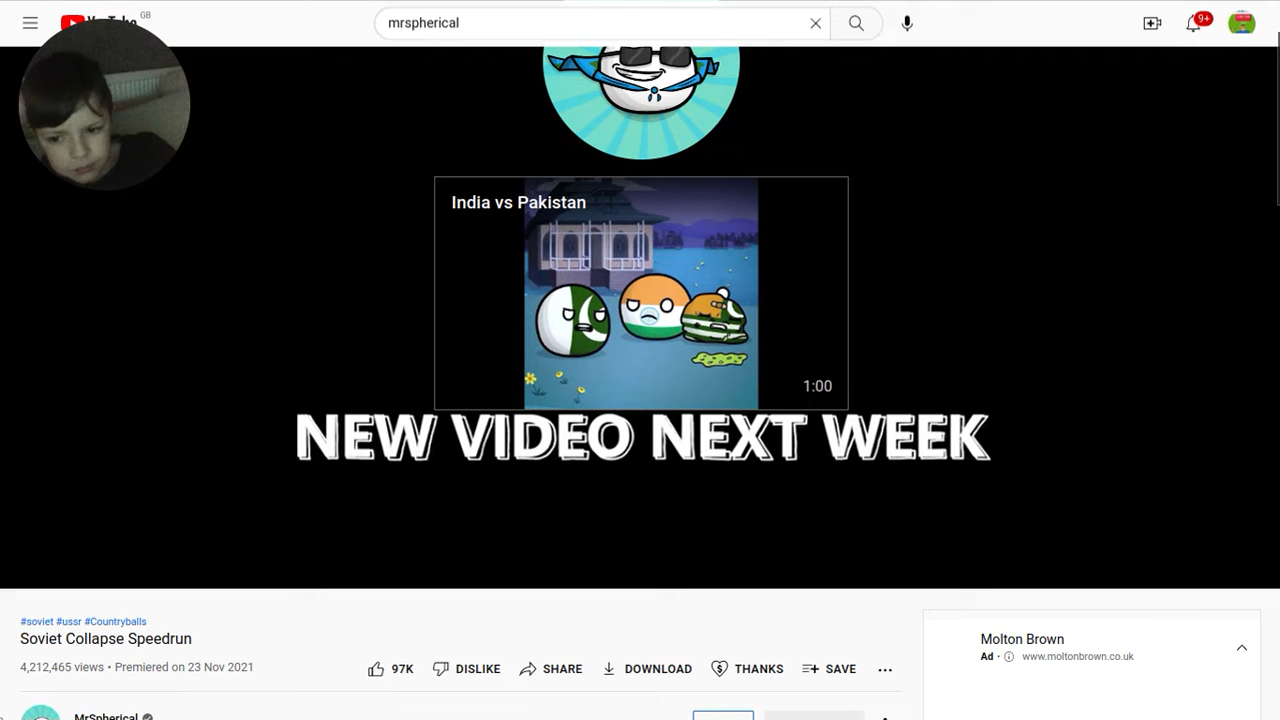 GB
mrspherical
9+
India vs Pakistan
1:00
NEW VIDEO NEXT WEEK
#soviet #ussr #Countryballs
Soviet Collapse Speedrun
4,212,465 views • Premiered on 23 Nov 2021
97K DISLIKE SHARE DOWNLOAD THANKS SAVE
Molton Brown
Ad · www.moltonbrown.co.uk
MrSpherical